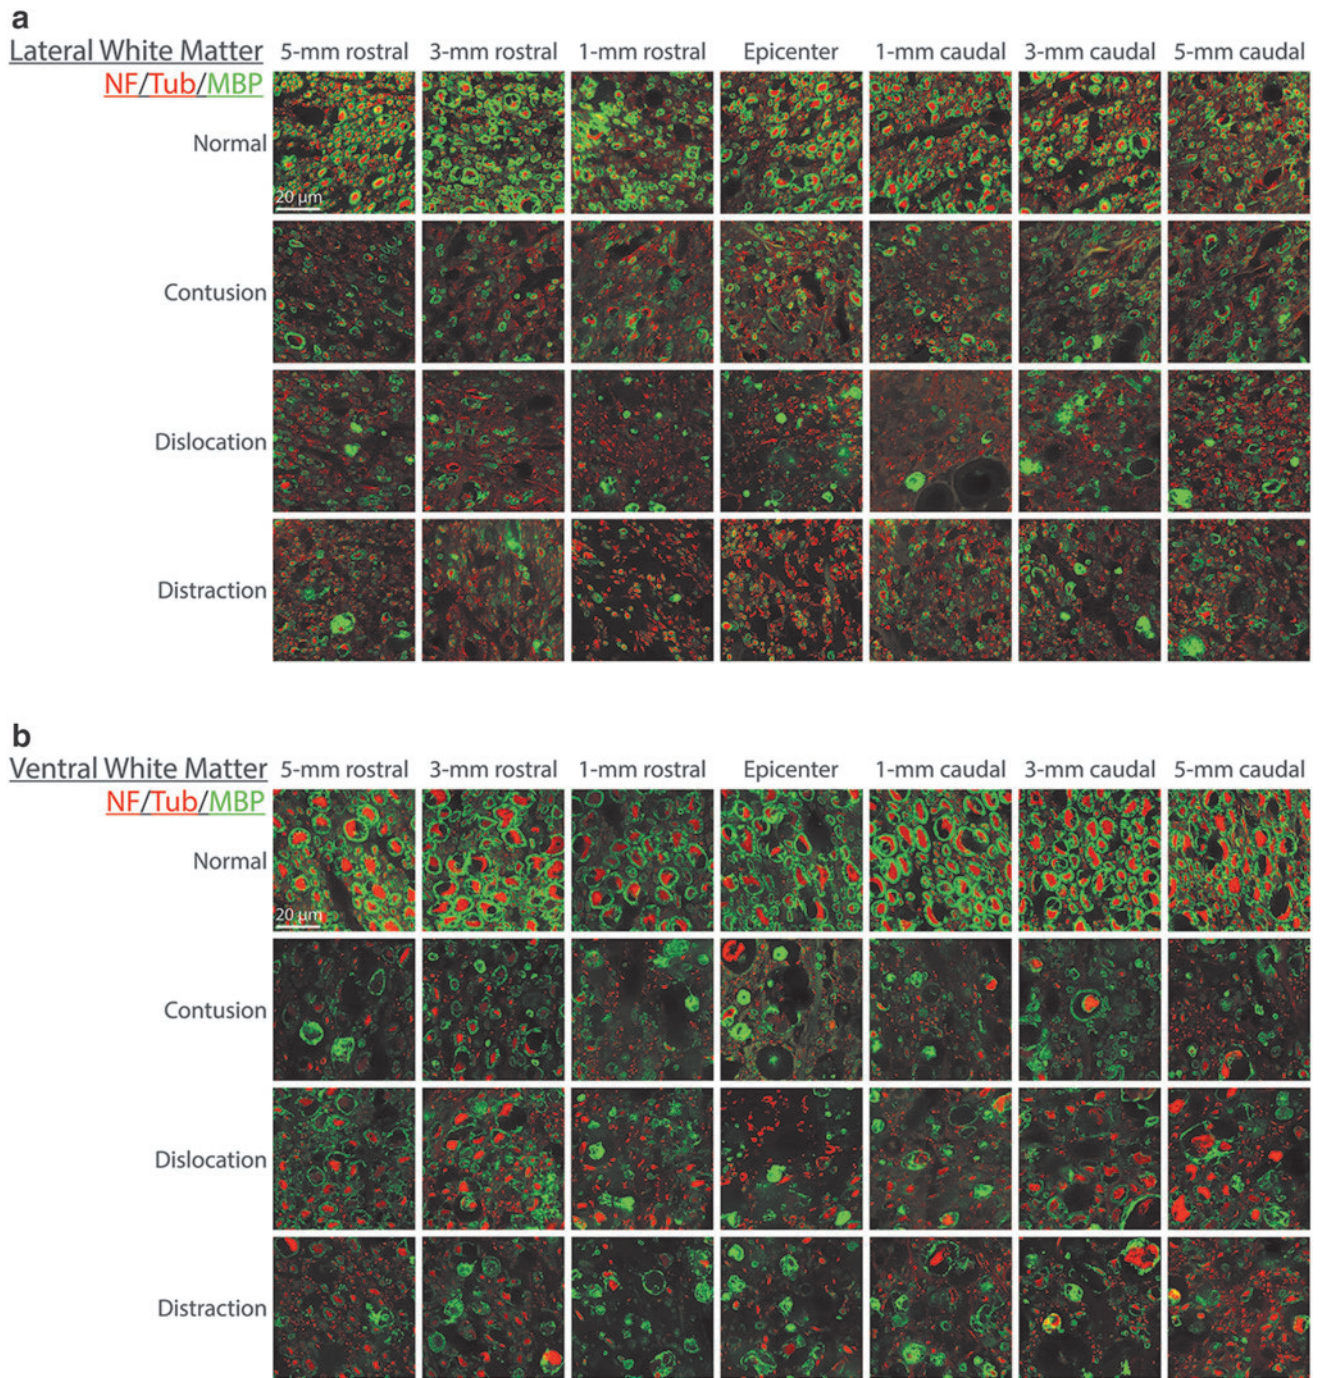 a
Lateral White Matter 5-mm rostral 3-mm rostral 1-mm rostral Epicenter 1-mm caudal 3-mm caudal 5-mm caudal
NF/Tub/MBP
Normal
20 µm
Contusion
Dislocation
Distraction
b
Ventral White Matter 5-mm rostral 3-mm rostral 1-mm rostral Epicenter 1-mm caudal 3-mm caudal 5-mm caudal
NF/Tub/MBP
Normal
20 µm
Contusion
Dislocation
Distraction